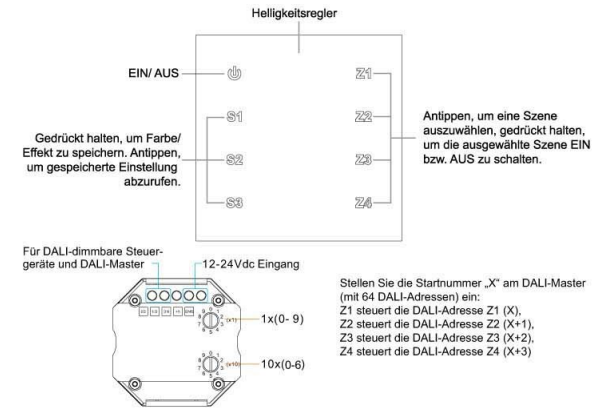 Helligkeitsregler
EIN/ AUS
Z1
S1
Z2
S2
Z3
S3
Z4
Gedrückt halten, um Farbe/
Effekt zu speichern. Antippen,
um gespeicherte Einstellung
abzurufen.
Antippen, um eine Szene
auszuwählen, gedrückt halten,
um die ausgewählte Szene EIN
bzw. AUS zu schalten.
Für DALI-dimmbare Steuer-
geräte und DALI-Master
12-24Vdc Eingang
(x1)
1x(0- 9)
(x10)
10x(0-6)
Stellen Sie die Startnummer „X" am DALI-Master
(mit 64 DALI-Adressen) ein:
Z1 steuert die DALI-Adresse Z1 (X),
Z2 steuert die DALI-Adresse Z2 (X+1),
Z3 steuert die DALI-Adresse Z3 (X+2),
Z4 steuert die DALI-Adresse Z4 (X+3)